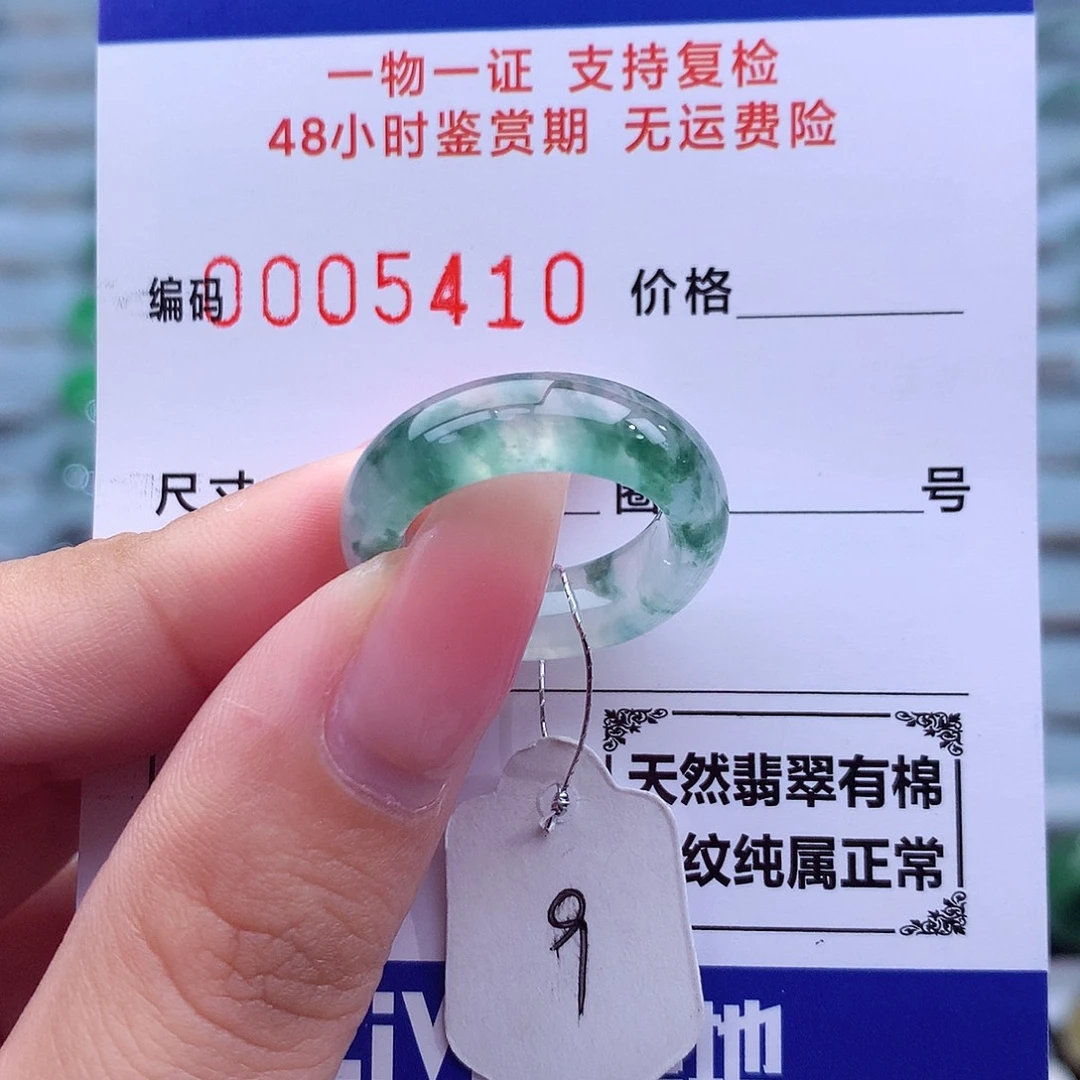 一物一证 支持复检
48小时鉴赏期 无运费险
编码0005410 价格
尺寸 圈 号
天然翡翠有棉
纹纯属正常
9